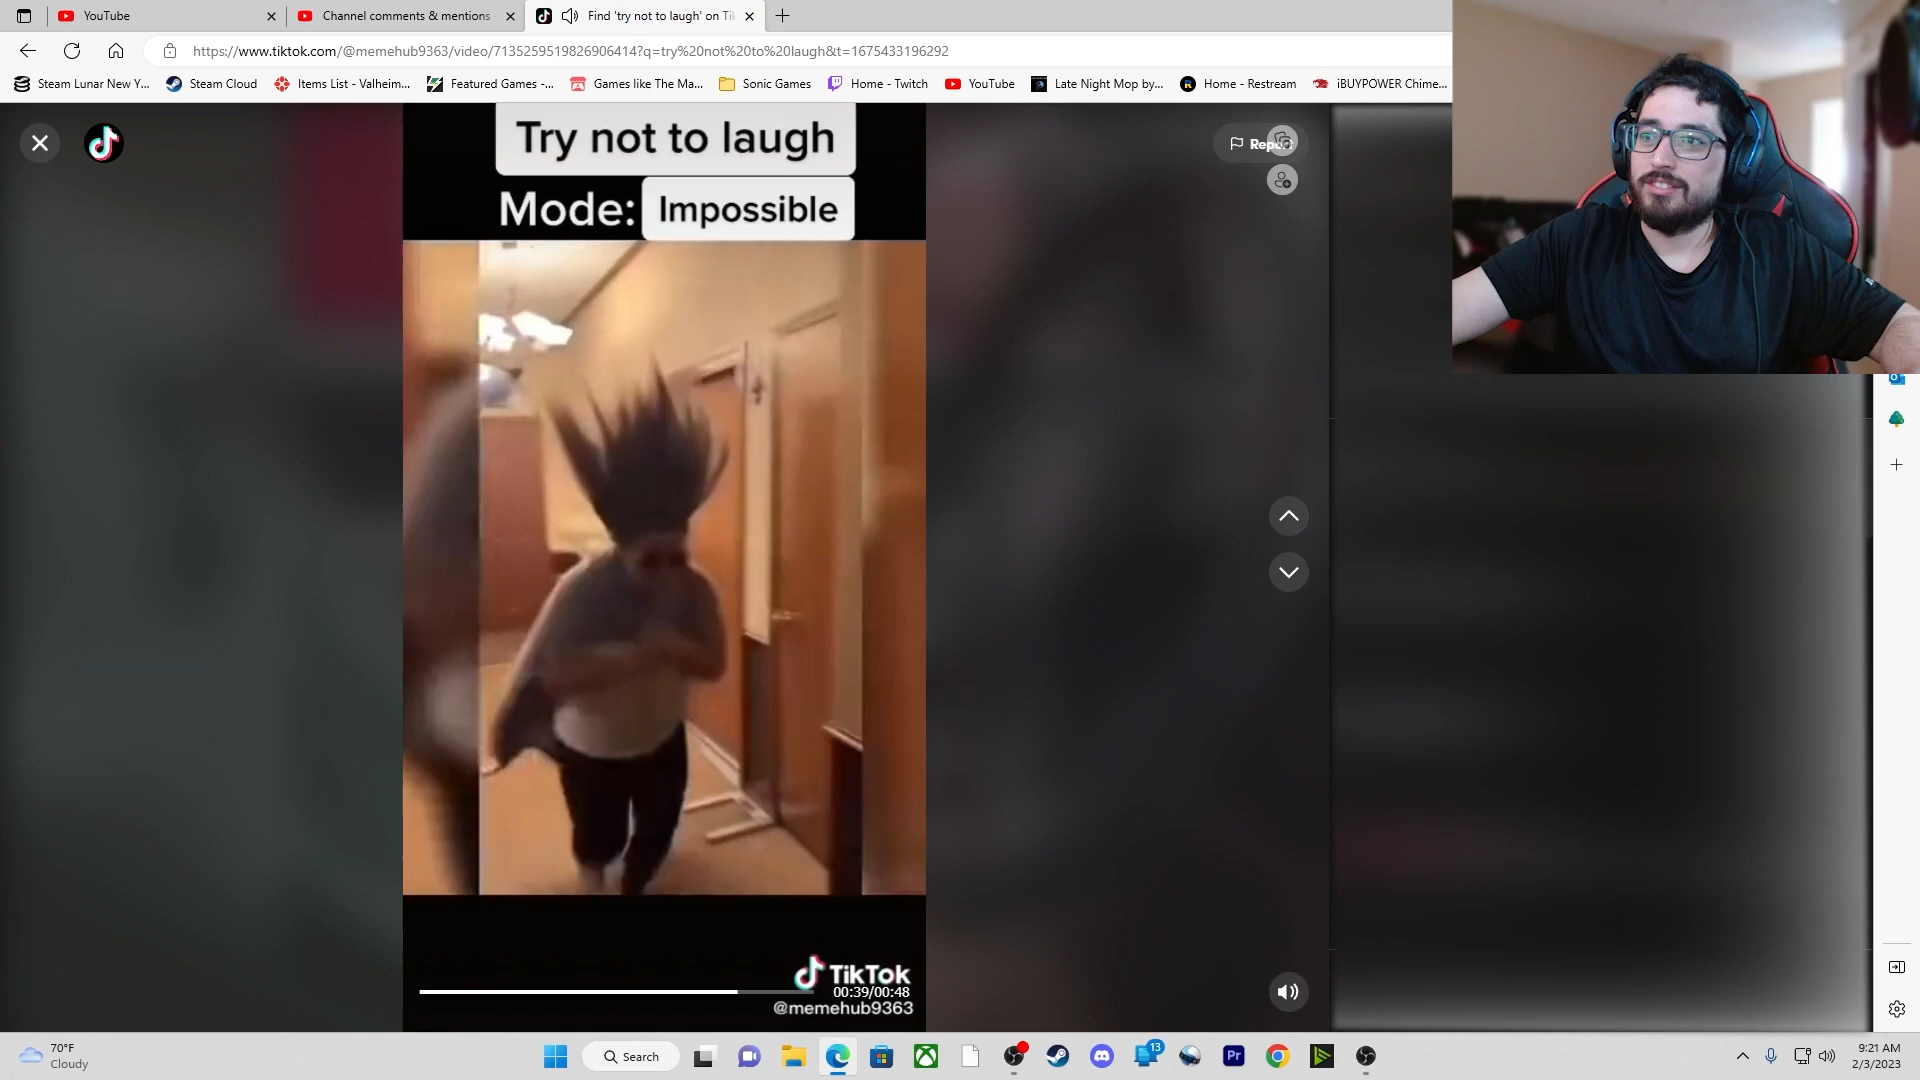 YouTube
Channel comments & mentions
Find 'try not to laugh' on Tik
https://www.tiktok.com/@memehub9363/video/7135259519826906414?q=try%20not%20to%20laugh&t=1675433196292
Steam Lunar New Y...
Steam Cloud
Items List - Valheim...
Featured Games -...
Games like The Ma...
Sonic Games
Home - Twitch
YouTube
Late Night Mop by...
Home - Restream
iBUYPOWER Chime...
Try not to laugh
Mode: Impossible
Report
TikTok
00:39/00:48
@memehub9363
70°F
Cloudy
Search
13
Pr
9:21 AM
2/3/2023